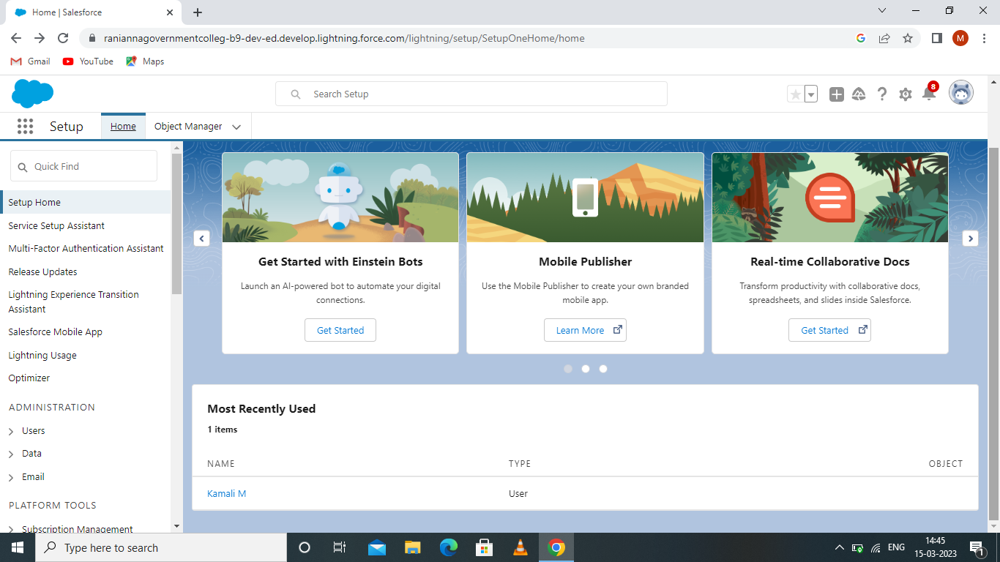 Home | Salesforce
raniannagovernmentcolleg-b9-dev-ed.develop.lightning.force.com/lightning/setup/SetupOneHome/home
M
Gmail
YouTube
Maps
Search Setup
8
Setup
Home
Object Manager
Quick Find
Setup Home
Service Setup Assistant
Multi-Factor Authentication Assistant
Release Updates
Lightning Experience Transition
Assistant
Salesforce Mobile App
Lightning Usage
Optimizer
ADMINISTRATION
Users
Data
Email
PLATFORM TOOLS
Subscription Management
Get Started with Einstein Bots
Launch an AI-powered bot to automate your digital
connections.
Get Started
Mobile Publisher
Use the Mobile Publisher to create your own branded
mobile app.
Learn More
Real-time Collaborative Docs
Transform productivity with collaborative docs,
spreadsheets, and slides inside Salesforce.
Get Started
Most Recently Used
1 items
NAME TYPE OBJECT
Kamali M User
Type here to search
ENG
14:45
15-03-2023
1